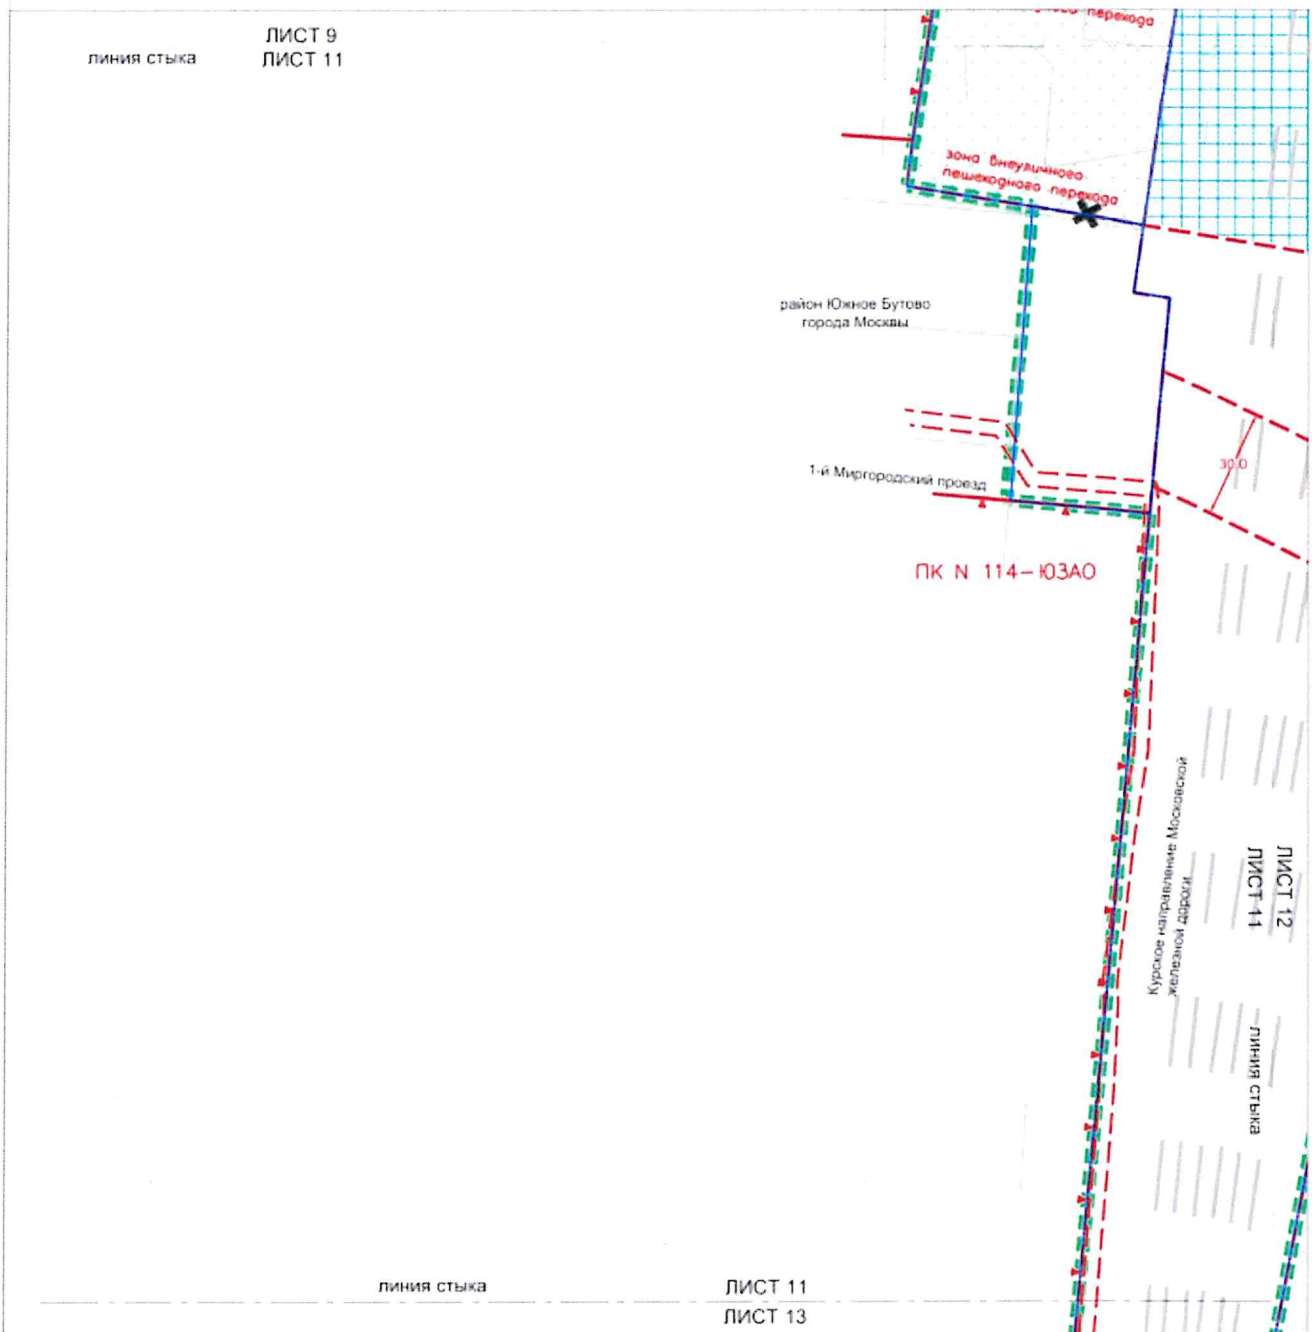 ЛИСТ 9
линия стыка ЛИСТ 11
перехода
зона внеуличного
пешеходного перехода
район Южное Бутово
города Москвы
30.0
1-й Миргородский проезд
ПК N 114-ЮЗАО
Курское направление Московской
железной дороги
ЛИСТ 12
ЛИСТ 11
линия стыка
линия стыка ЛИСТ 11
ЛИСТ 13